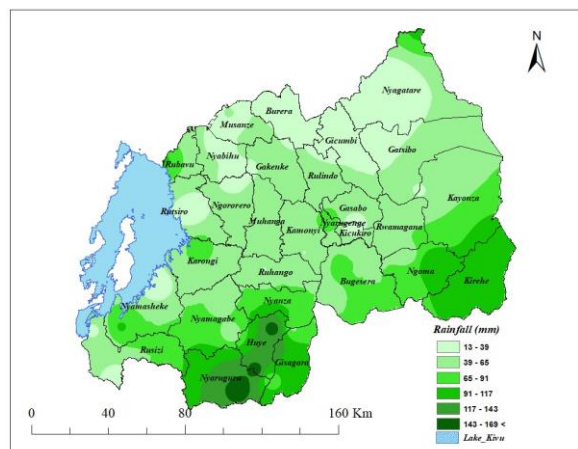 N
Nyagatare
Burera
Musanze
Gicumbi
Gatsibo
Rubavu
Nyabihu
Gakenke
Rulindo
Kayonza
Rutsiro
Ngororero
Gasabo
Muhanga
Kamonyi
Nyarugenge
Kicukiro
Rwamagana
Karongi
Ruhango
Bugesera
Ngoma
Kirehe
Nyamasheke
Nyanza
Nyamagabe
Rusizi
Huye
Gisagara
Nyaruguru
Rainfall (mm)
13 - 39
39 - 65
65 - 91
91 - 117
117 - 143
143 - 169 <
Lake_Kivu
0 40 80 160 Km